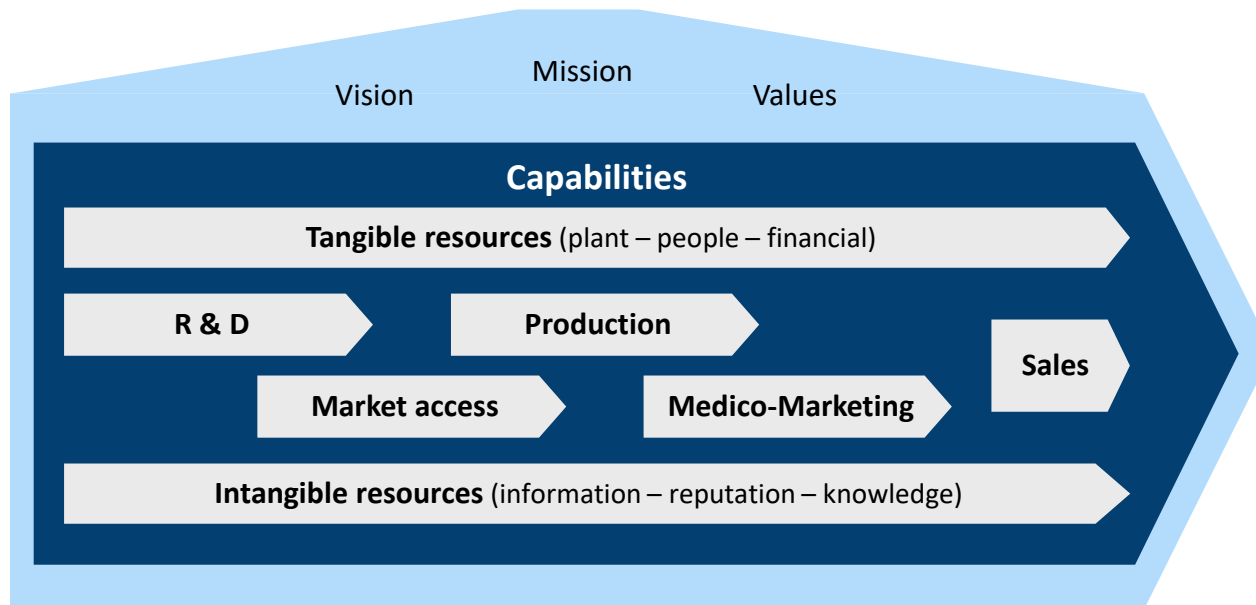 Mission
Vision
Values
Capabilities
Tangible resources (plant – people – financial)
R & D
Production
Sales
Market access
Medico-Marketing
Intangible resources (information – reputation – knowledge)